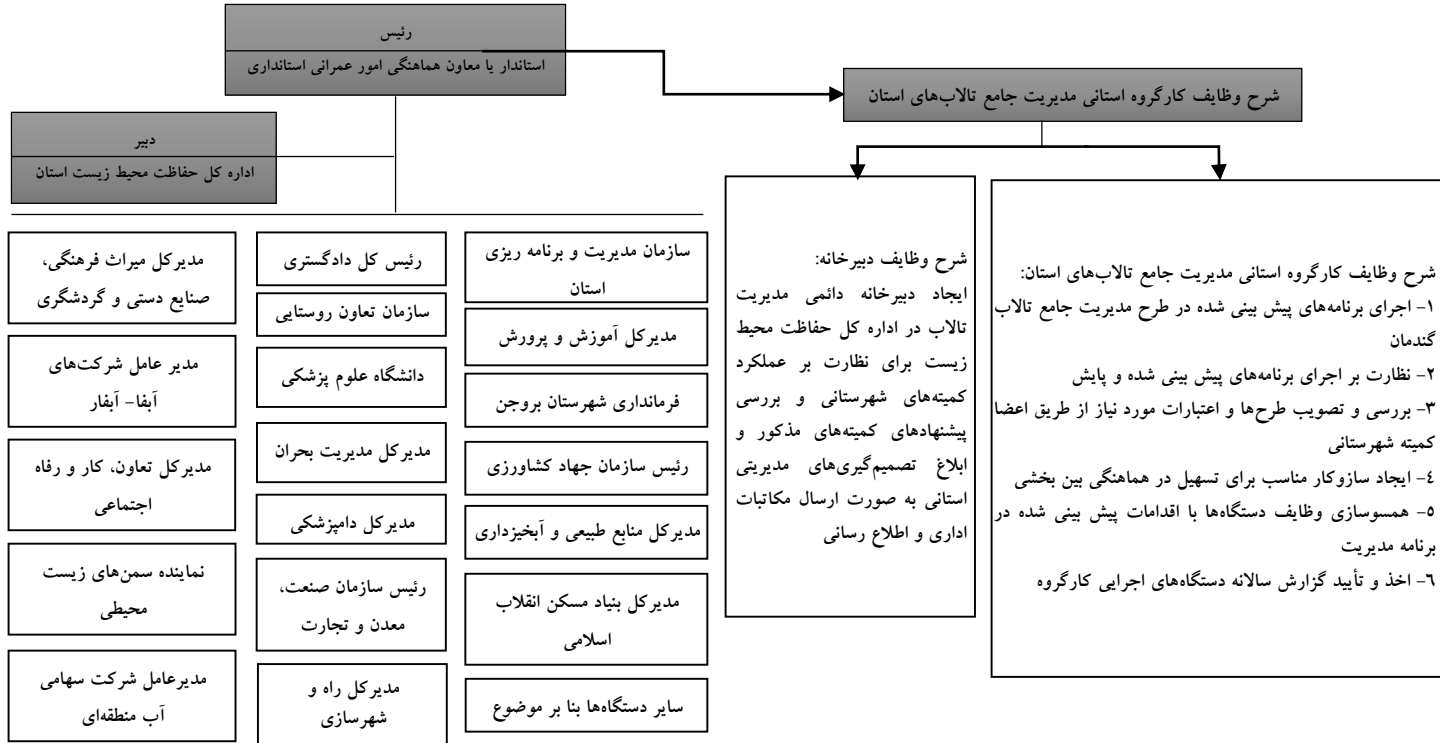 رئیس
استاندار یا معاون هماهنگی امور عمرانی استانداری
دبیر
اداره کل حفاظت محیط زیست استان
سازمان مدیریت و برنامه ریزی
استان
مدیرکل آموزش و پرورش
فرمانداری شهرستان بروجن
رئیس سازمان جهاد کشاورزی
مدیرکل منابع طبیعی و آبخیزداری
مدیرکل بنیاد مسکن انقلاب
اسلامی
سایر دستگاه‌ها بنا بر موضوع
رئیس کل دادگستری
سازمان تعاون روستایی
دانشگاه علوم پزشکی
مدیرکل مدیریت بحران
مدیرکل دامپزشکی
رئیس سازمان صنعت،
معدن و تجارت
مدیرکل راه و
شهرسازی
مدیرکل میراث فرهنگی،
صنایع دستی و گردشگری
مدیر عامل شرکت‌های
آبفا- آبفار
مدیرکل تعاون، کار و رفاه
اجتماعی
نماینده سمن‌های زیست
محیطی
مدیرعامل شرکت سهامی
آب منطقه‌ای
شرح وظایف کارگروه استانی مدیریت جامع تالاب‌های استان
شرح وظایف کارگروه استانی مدیریت جامع تالاب‌های استان:
۱- اجرای برنامه‌های پیش بینی شده در طرح مدیریت جامع تالاب
گندمان
۲- نظارت بر اجرای برنامه‌های پیش بینی شده و پایش
۳- بررسی و تصویب طرح‌ها و اعتبارات مورد نیاز از طریق اعضا
کمیته شهرستانی
٤- ایجاد سازوکار مناسب برای تسهیل در هماهنگی بین بخشی
٥- همسوسازی وظایف دستگاه‌ها با اقدامات پیش بینی شده در
برنامه مدیریت
٦- اخذ و تأیید گزارش سالانه دستگاه‌های اجرایی کارگروه
شرح وظایف دبیرخانه:
ایجاد دبیرخانه دائمی مدیریت
تالاب در اداره کل حفاظت محیط
زیست برای نظارت بر عملکرد
کمیته‌های شهرستانی و بررسی
پیشنهادهای کمیته‌های مذکور و
ابلاغ تصمیم‌گیری‌های مدیریتی
استانی به صورت ارسال مکاتبات
اداری و اطلاع رسانی